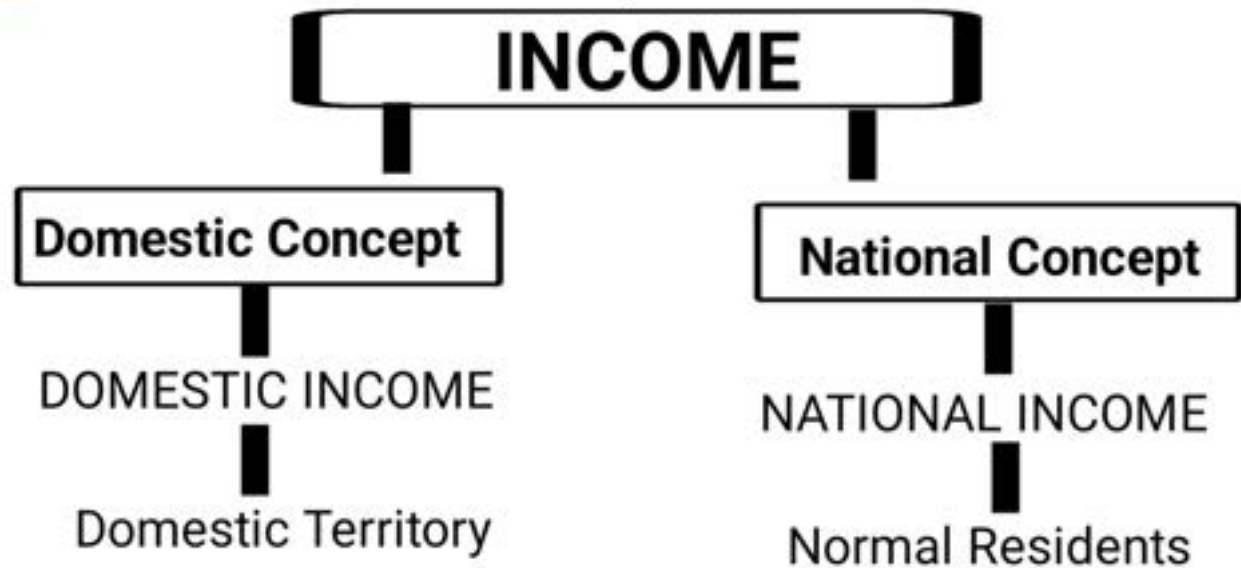 INCOME
Domestic Concept
National Concept
DOMESTIC INCOME
NATIONAL INCOME
Domestic Territory
Normal Residents